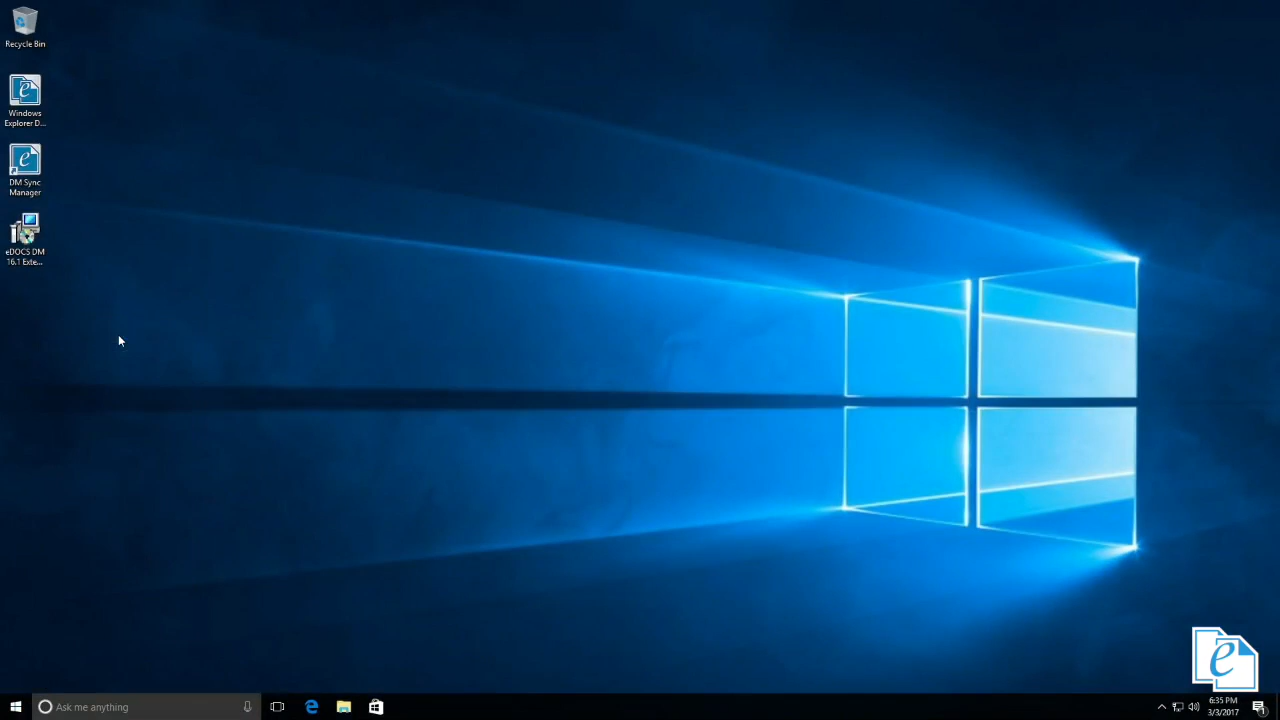 Recycle Bin
Windows
Explorer D...
DM Sync
Manager
eDOCS DM
16.1 Exte...
Ask me anything
6:35 PM
3/3/2017
1